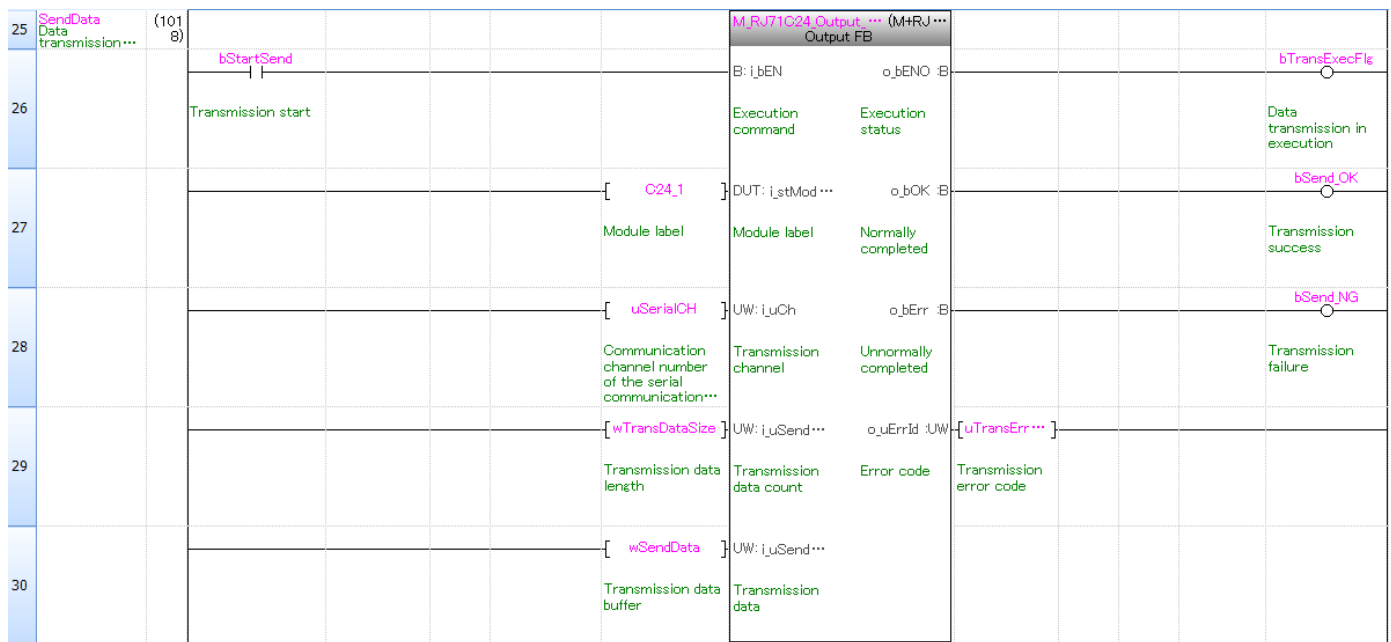 25
SendData
Data
transmission…
(101
8)
M_RJ71C24_Output_… (M+RJ…
Output FB
26
bStartSend
Transmission start
B: i_bEN
o_bENO :B
Execution
command
Execution
status
bTransExecFlg
Data
transmission in
execution
27
[ C24_1 ]
Module label
DUT: i_stMod…
o_bOK :B
Module label
Normally
completed
bSend_OK
Transmission
success
28
[ uSerialCH ]
Communication
channel number
of the serial
communication…
UW: i_uCh
o_bErr :B
Transmission
channel
Unnormally
completed
bSend_NG
Transmission
failure
29
[ wTransDataSize ]
Transmission data
length
UW: i_uSend…
o_uErrId :UW
Transmission
data count
Error code
[ uTransErr… ]
Transmission
error code
30
[ wSendData ]
Transmission data
buffer
UW: i_uSend…
Transmission
data